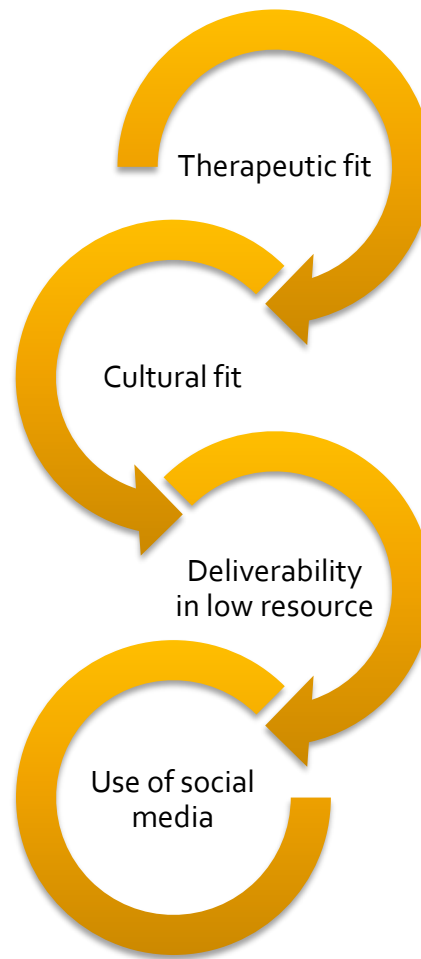 Therapeutic fit
Cultural fit
Deliverability
in low resource
Use of social
media